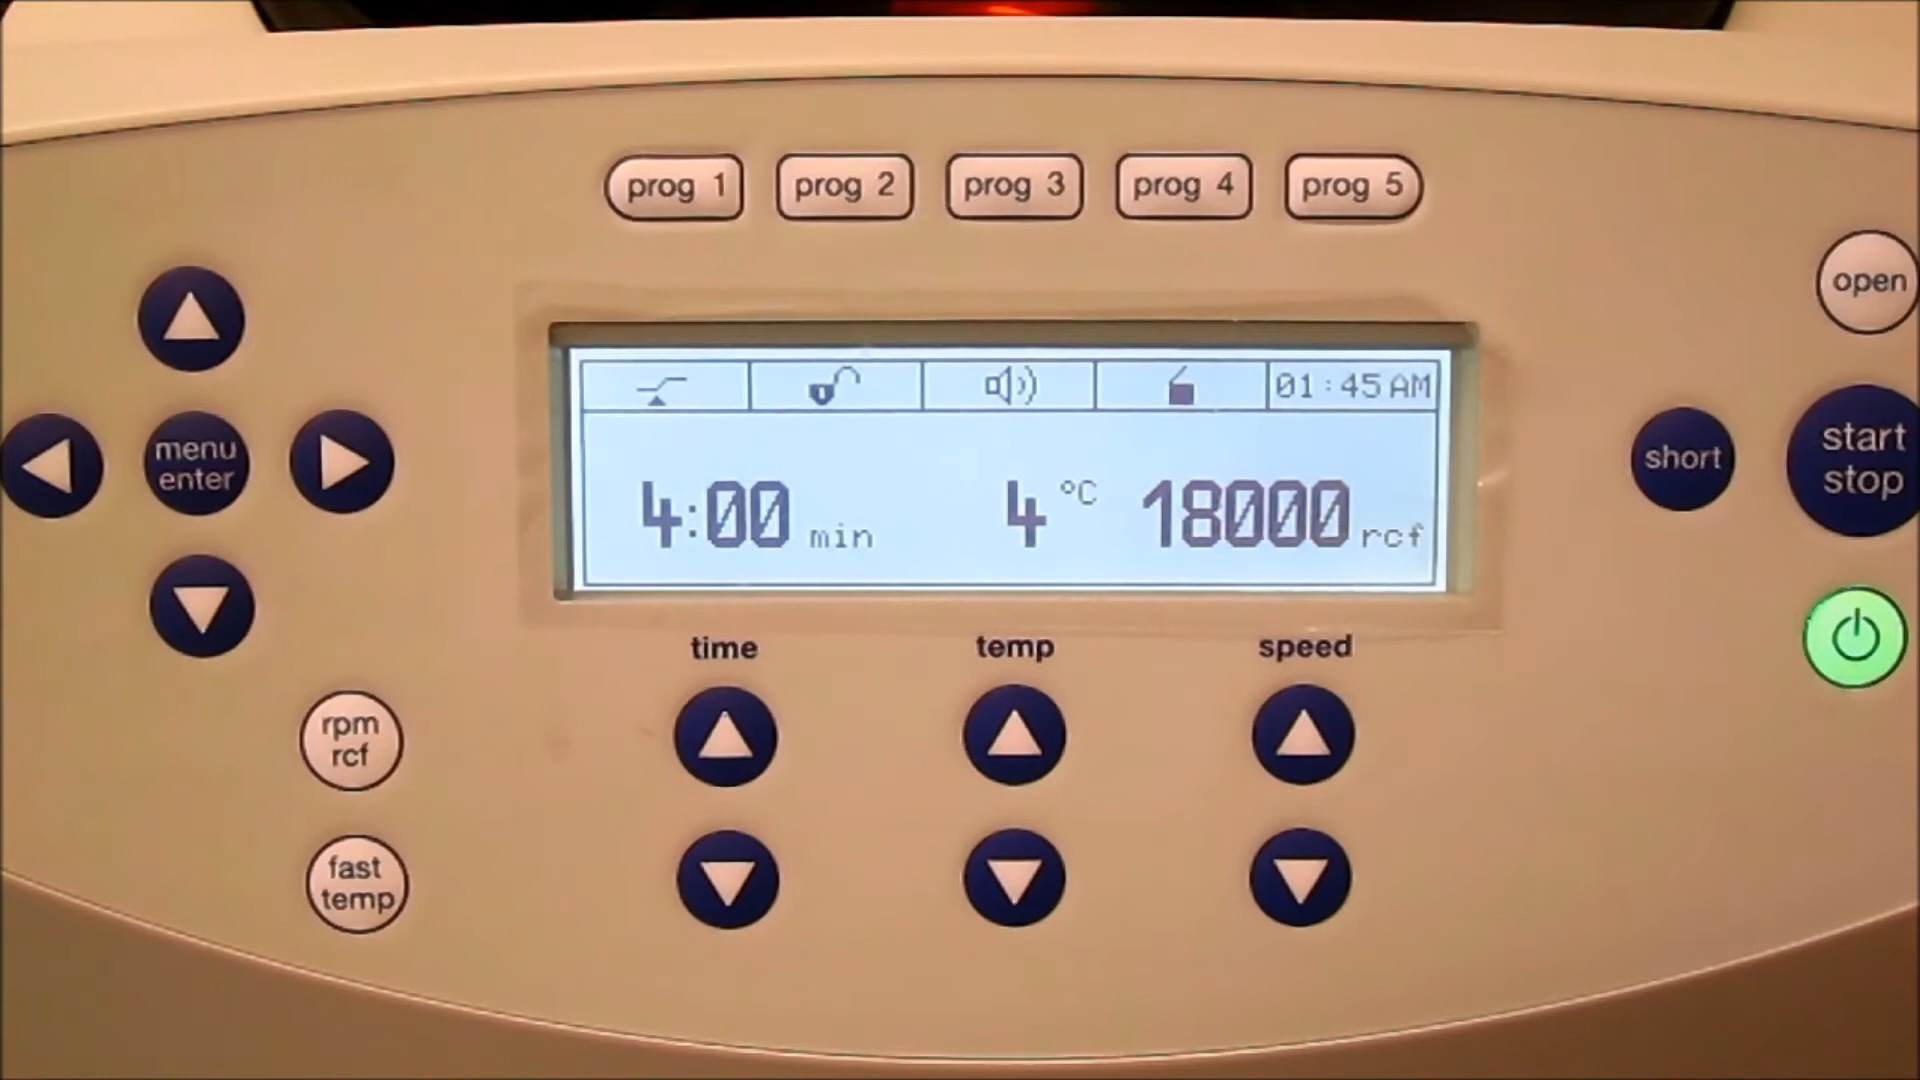 prog 1
prog 2
prog 3
prog 4
prog 5
open
01:45 AM
menu
enter
4:00 min
4 °C
18000 rcf
short
start
stop
time
temp
speed
rpm
rcf
fast
temp